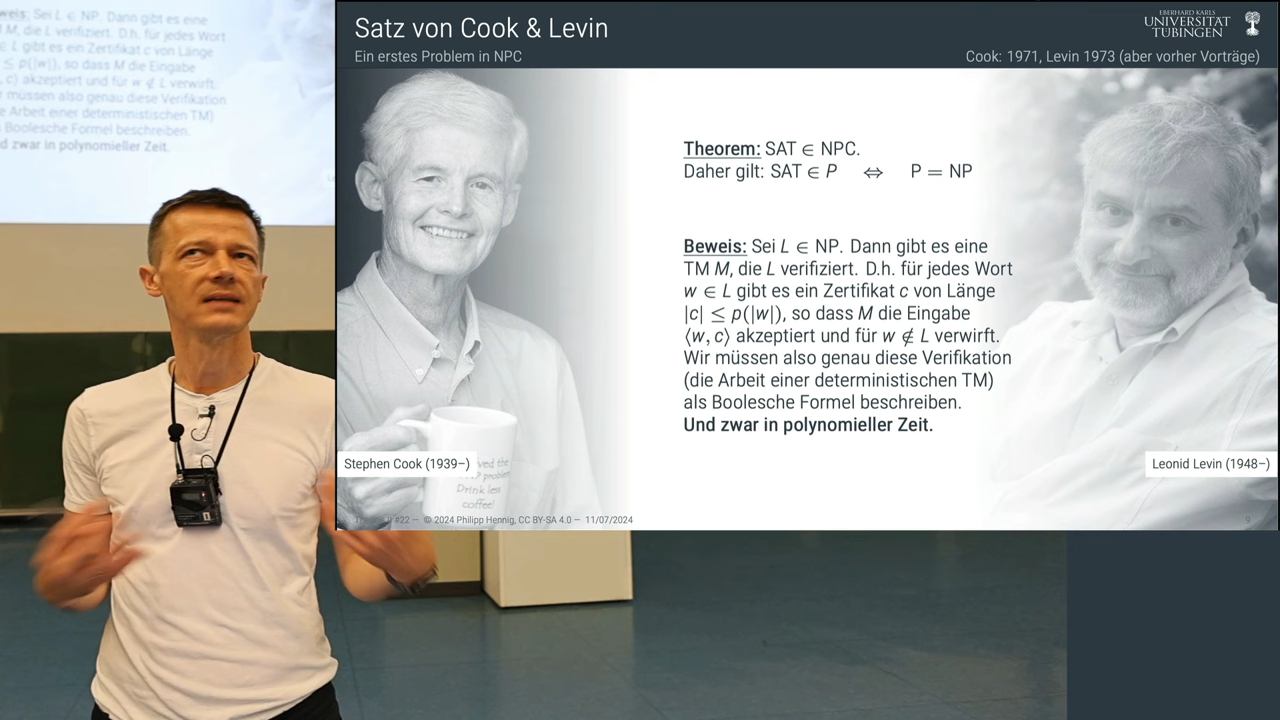 weis: Sei L ∈ NP. Dann gibt es eine
M, die L verifiziert. D.h. für jedes Wort
∈ L gibt es ein Zertifikat c von Länge
≤ p(|w|), so dass M die Eingabe
c⟩ akzeptiert und für w ∉ L verwirft.
müssen also genau diese Verifikation
e Arbeit einer deterministischen TM)
Boolesche Formel beschreiben.
d zwar in polynomieller Zeit.
Satz von Cook & Levin
Ein erstes Problem in NPC
Cook: 1971, Levin 1973 (aber vorher Vorträge)
EBERHARD KARLS
UNIVERSITÄT
TÜBINGEN
Theorem: SAT ∈ NPC.
Daher gilt: SAT ∈ P ⇔ P = NP
Beweis: Sei L ∈ NP. Dann gibt es eine
TM M, die L verifiziert. D.h. für jedes Wort
w ∈ L gibt es ein Zertifikat c von Länge
|c| ≤ p(|w|), so dass M die Eingabe
⟨w, c⟩ akzeptiert und für w ∉ L verwirft.
Wir müssen also genau diese Verifikation
(die Arbeit einer deterministischen TM)
als Boolesche Formel beschreiben.
Und zwar in polynomieller Zeit.
ved the
? problem
Drink less
coffee!
Stephen Cook (1939–)
Leonid Levin (1948–)
#22 — © 2024 Philipp Hennig, CC BY-SA 4.0 — 11/07/2024
9